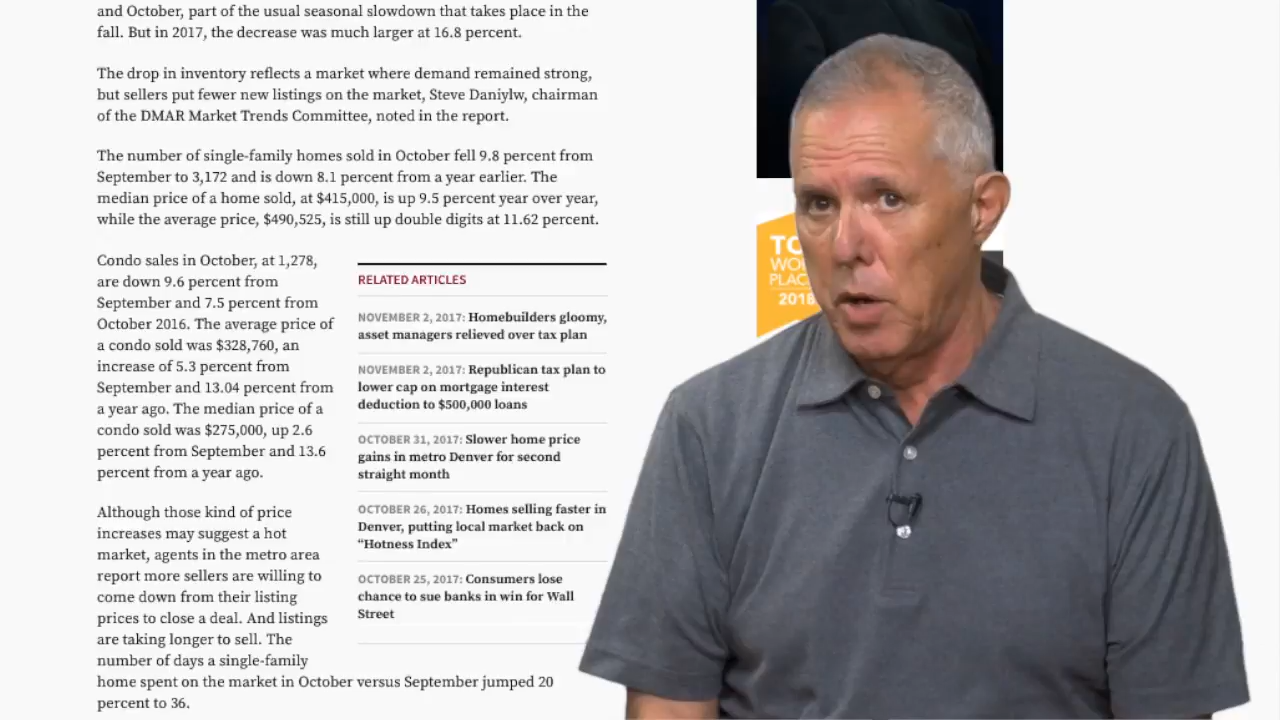 and October, part of the usual seasonal slowdown that takes place in the
fall. But in 2017, the decrease was much larger at 16.8 percent.
The drop in inventory reflects a market where demand remained strong,
but sellers put fewer new listings on the market, Steve Daniylw, chairman
of the DMAR Market Trends Committee, noted in the report.
The number of single-family homes sold in October fell 9.8 percent from
September to 3,172 and is down 8.1 percent from a year earlier. The
median price of a home sold, at $415,000, is up 9.5 percent year over year,
while the average price, $490,525, is still up double digits at 11.62 percent.
Condo sales in October, at 1,278,
are down 9.6 percent from
September and 7.5 percent from
October 2016. The average price of
a condo sold was $328,760, an
increase of 5.3 percent from
September and 13.04 percent from
a year ago. The median price of a
condo sold was $275,000, up 2.6
percent from September and 13.6
percent from a year ago.
Although those kind of price
increases may suggest a hot
market, agents in the metro area
report more sellers are willing to
come down from their listing
prices to close a deal. And listings
are taking longer to sell. The
number of days a single-family
home spent on the market in October versus September jumped 20
percent to 36.
RELATED ARTICLES
NOVEMBER 2, 2017: Homebuilders gloomy,
asset managers relieved over tax plan
NOVEMBER 2, 2017: Republican tax plan to
lower cap on mortgage interest
deduction to $500,000 loans
OCTOBER 31, 2017: Slower home price
gains in metro Denver for second
straight month
OCTOBER 26, 2017: Homes selling faster in
Denver, putting local market back on
“Hotness Index”
OCTOBER 25, 2017: Consumers lose
chance to sue banks in win for Wall
Street
2018